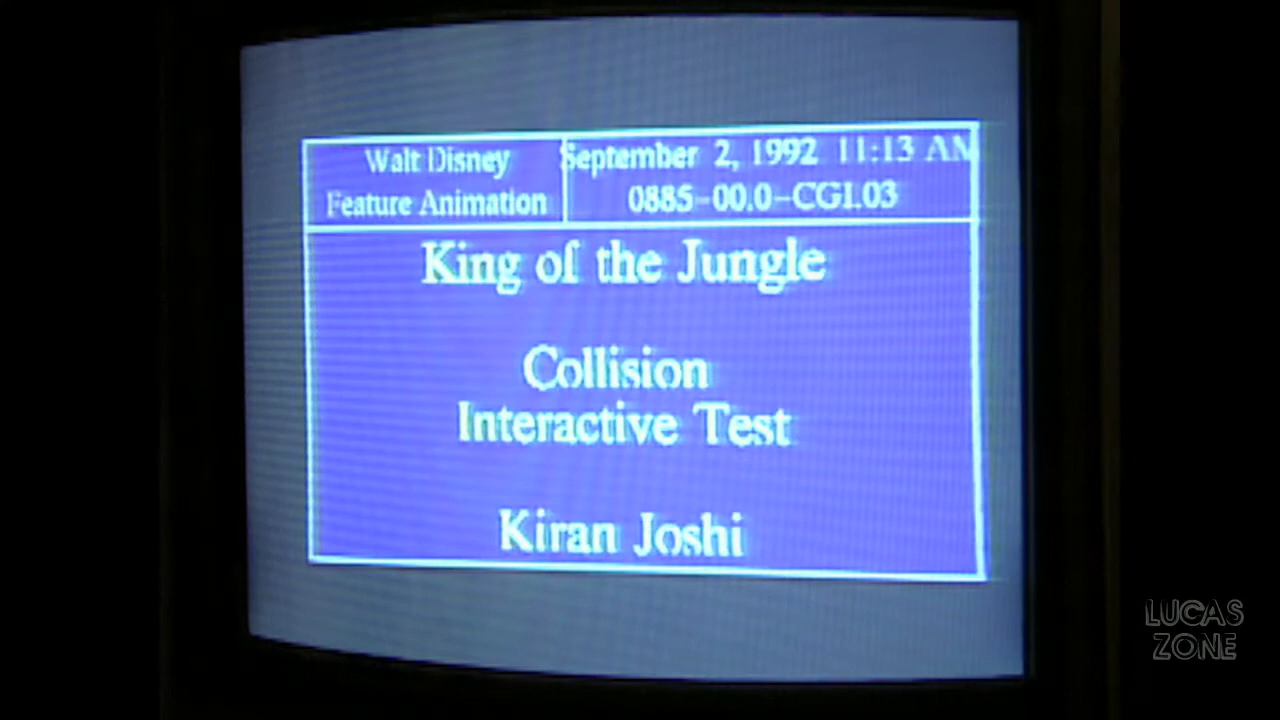 Walt Disney
Feature Animation
September 2, 1992 11:13 AM
0885-00.0-CGI.03
King of the Jungle
Collision
Interactive Test
Kiran Joshi
LUCAS
ZONE